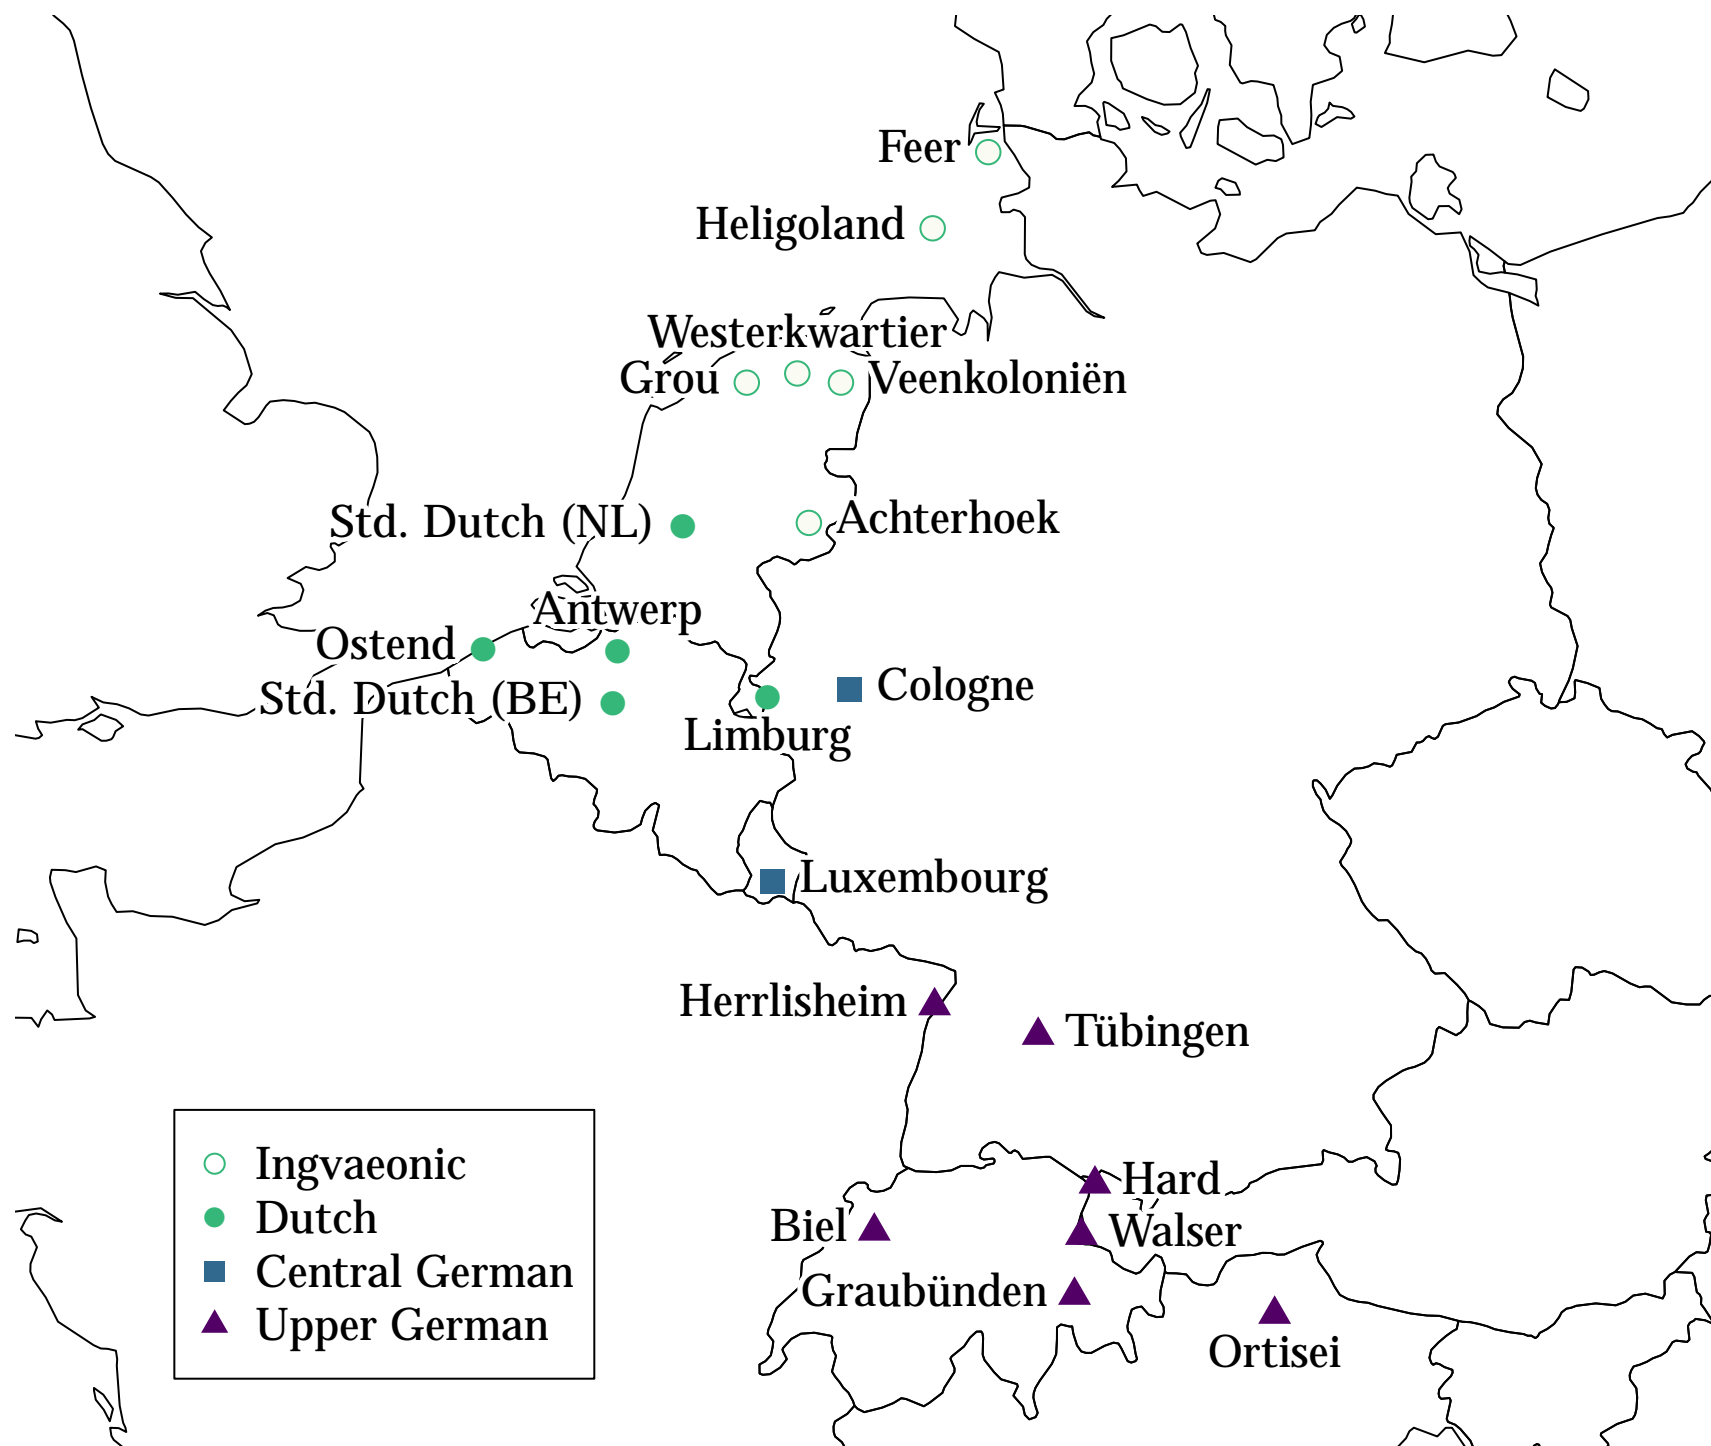 Feer
Heligoland
Westerkwartier
Grou
Veenkoloniën
Std. Dutch (NL)
Achterhoek
Antwerp
Ostend
Std. Dutch (BE)
Cologne
Limburg
Luxembourg
Herrlisheim
Tübingen
Hard
Biel
Walser
Graubünden
Ortisei
Ingvaeonic
Dutch
Central German
Upper German